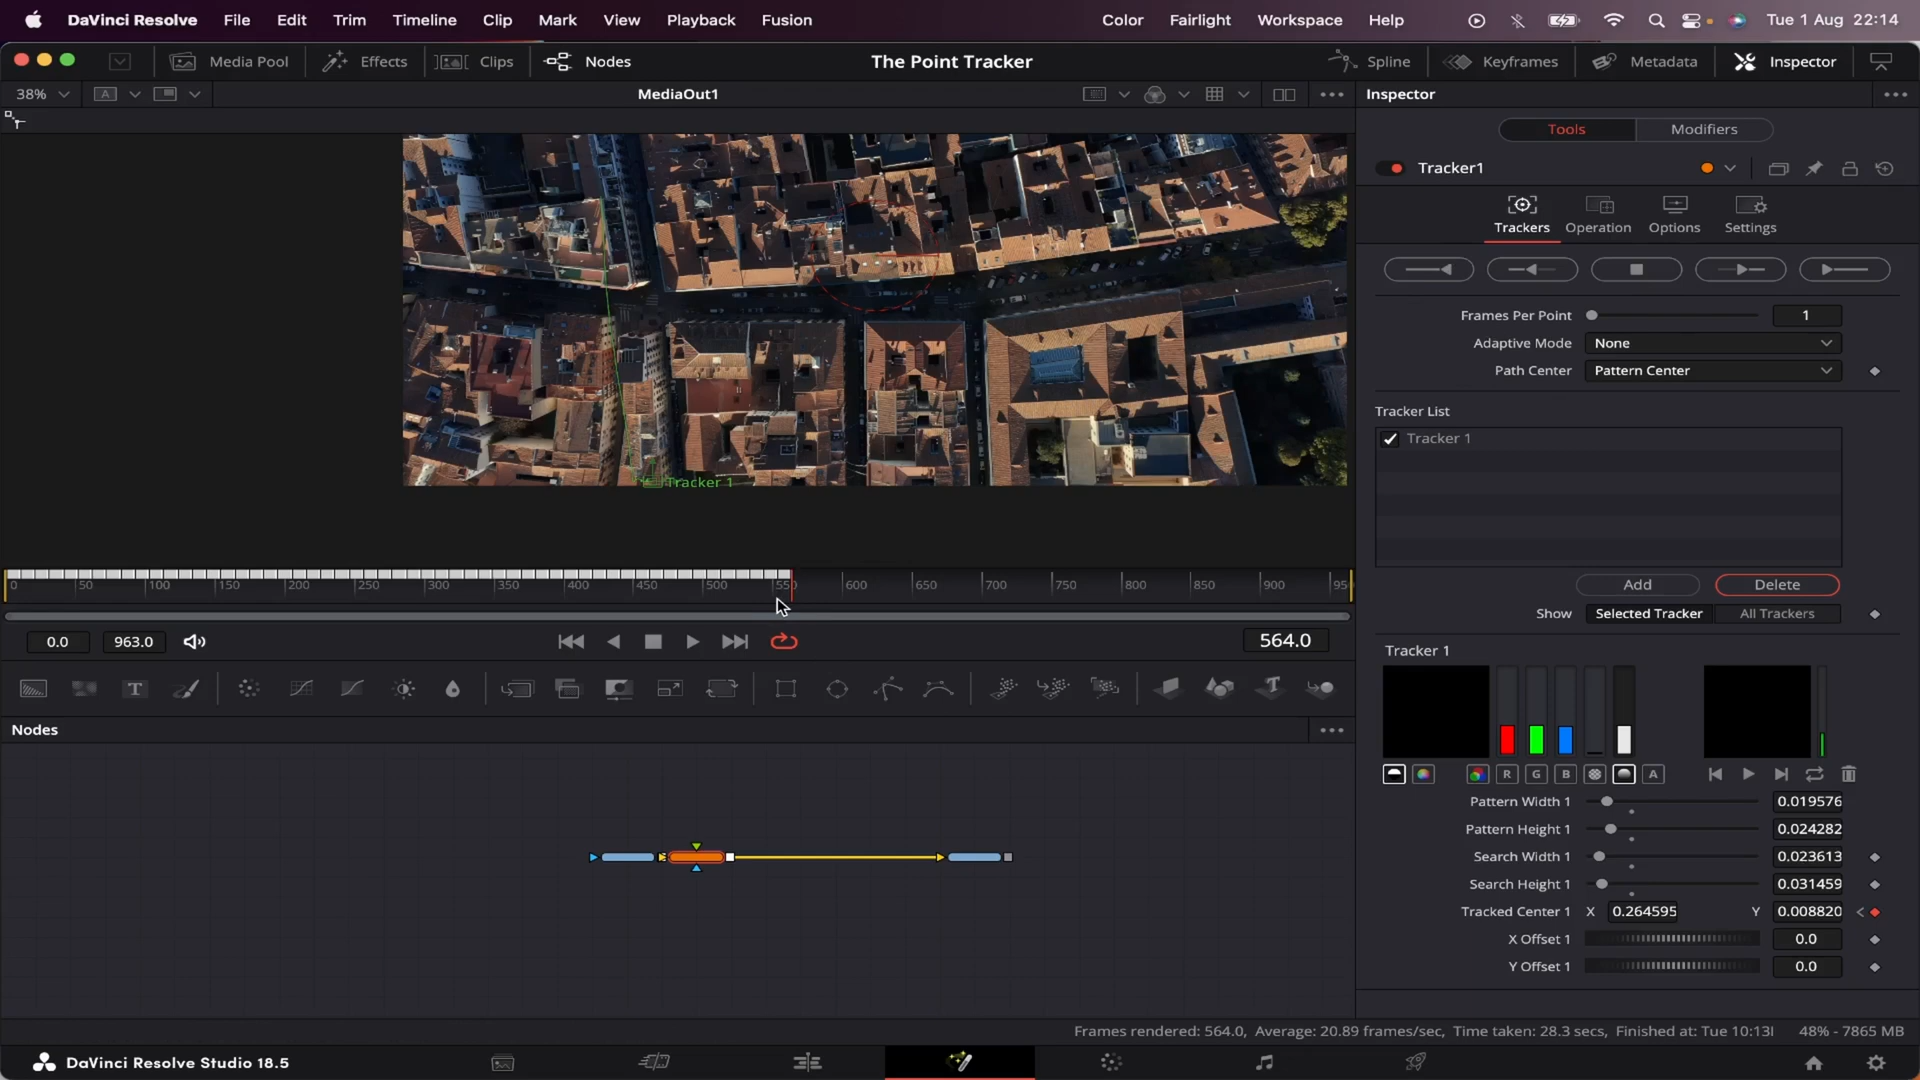 DaVinci Resolve File Edit Trim Timeline Clip Mark View Playback Fusion Color Fairlight Workspace Help Tue 1 Aug 22:14
Media Pool Effects Clips Nodes The Point Tracker Spline Keyframes Metadata Inspector
38% A MediaOut1 Inspector
Tools Modifiers
Tracker1
Trackers Operation Options Settings
Frames Per Point 1
Adaptive Mode None
Path Center Pattern Center
Tracker List
Tracker 1
Tracker 1
0 50 100 150 200 250 300 350 400 450 500 550 600 650 700 750 800 850 900 95
Add Delete
Show Selected Tracker All Trackers
0.0 963.0 564.0
Tracker 1
T T
Nodes
R G B A
Pattern Width 1 0.019576
Pattern Height 1 0.024282
Search Width 1 0.023613
Search Height 1 0.031459
Tracked Center 1 X 0.264595 Y 0.008820
X Offset 1 0.0
Y Offset 1 0.0
Frames rendered: 564.0, Average: 20.89 frames/sec, Time taken: 28.3 secs, Finished at: Tue 10:13 48% - 7865 MB
DaVinci Resolve Studio 18.5